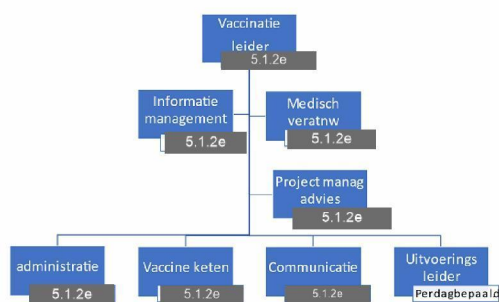 Vaccinatie
leider
5.1.2e
Informatie
management
5.1.2e
Medisch
veratnw
5.1.2e
Project manag
advies
5.1.2e
administratie
5.1.2e
Vaccine keten
5.1.2e
Communicatie
5.1.2e
Uitvoerings
leider
Perdagbepaald